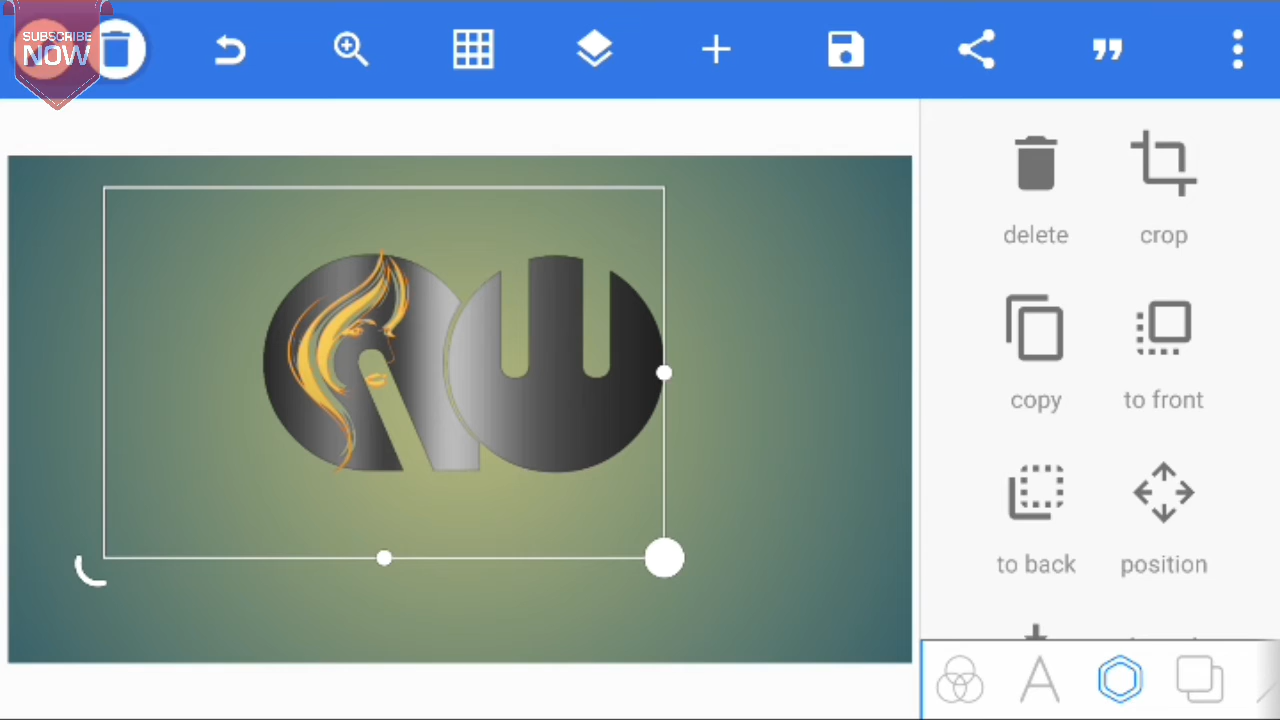 SUBSCRIBE
NOW
delete
crop
copy
to front
to back
position